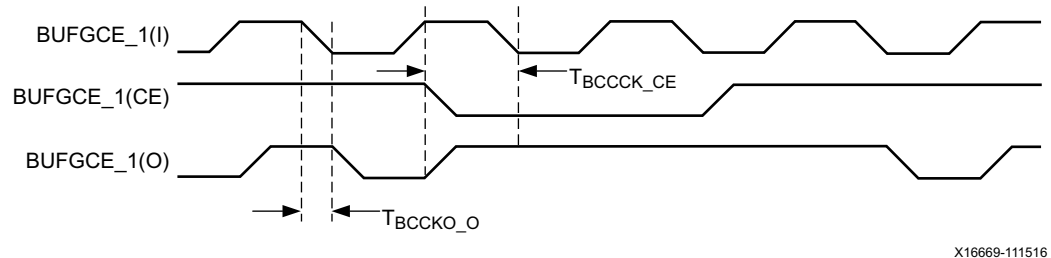 BUFGCE_1(I)
TBCCCK_CE
BUFGCE_1(CE)
BUFGCE_1(O)
TBCCKO_O
X16669-111516